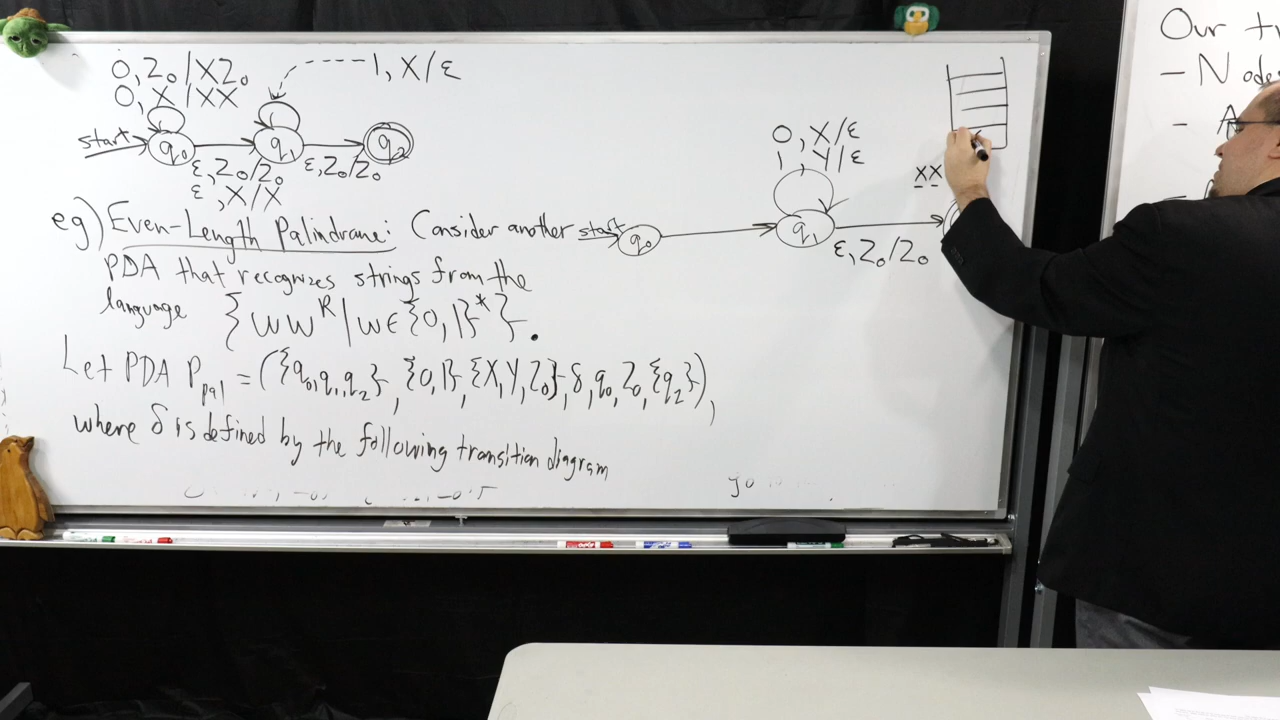 0, Z₀/XZ₀
0, X/XX
1, X/ε
start q₀ q₁ q₂
ε, Z₀/Z₀
ε, X/X
ε, Z₀/Z₀
eg) Even-Length Palindrome: Consider another
PDA that recognizes strings from the
language {wwᴿ | w ∈ {0,1}*}.
Let PDA P_pal = ({q₀, q₁, q₂}, {0,1}, {X, Y, Z₀}, δ, q₀, Z₀, {q₂}),
where δ is defined by the following transition diagram
0, X/ε
1, Y/ε
start q₀ q₁
ε, Z₀/Z₀
XX
Our
- Node
-